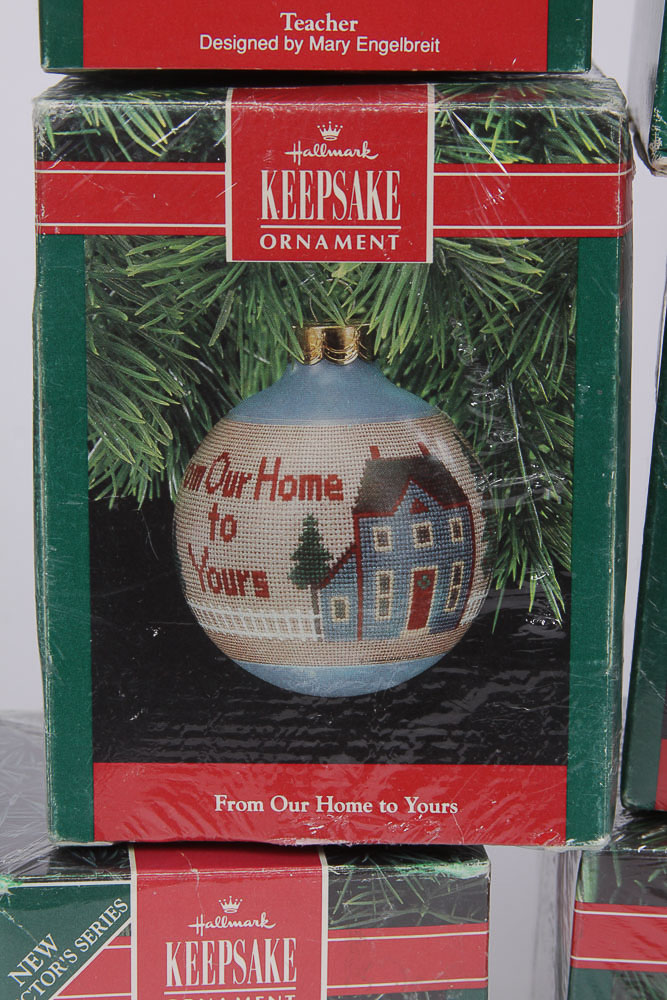 Teacher
Designed by Mary Engelbreit
Hallmark
KEEPSAKE
ORNAMENT
Our Home
to
Yours
From Our Home to Yours
NEW
SERIES
Hallmark
KEEPSAKE
ORNAMENT